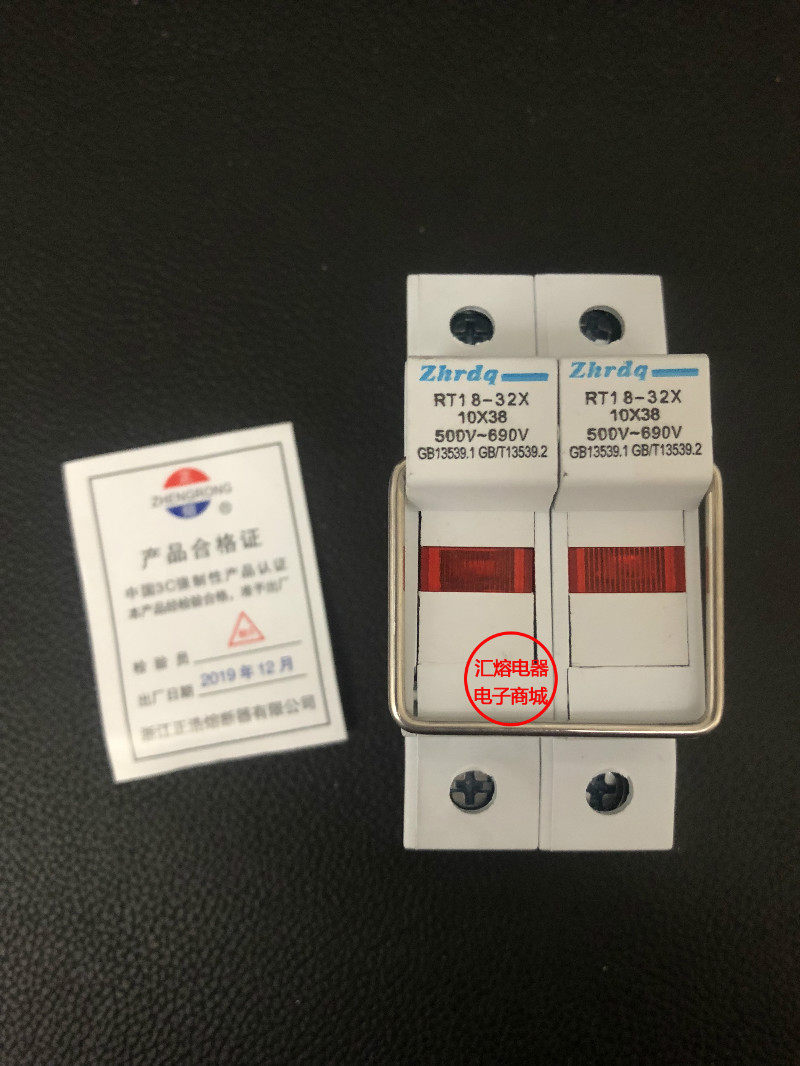 ZHENGRONG
®
产品合格证
中国3C强制性产品认证
本产品经检验合格，准予出厂
检验员
出厂日期 2019年12月
浙江正浩熔断器有限公司
Zhrdq
RT18-32X
10X38
500V~690V
GB13539.1 GB/T13539.2
Zhrdq
RT18-32X
10X38
500V~690V
GB13539.1 GB/T13539.2
汇熔电器
电子商城